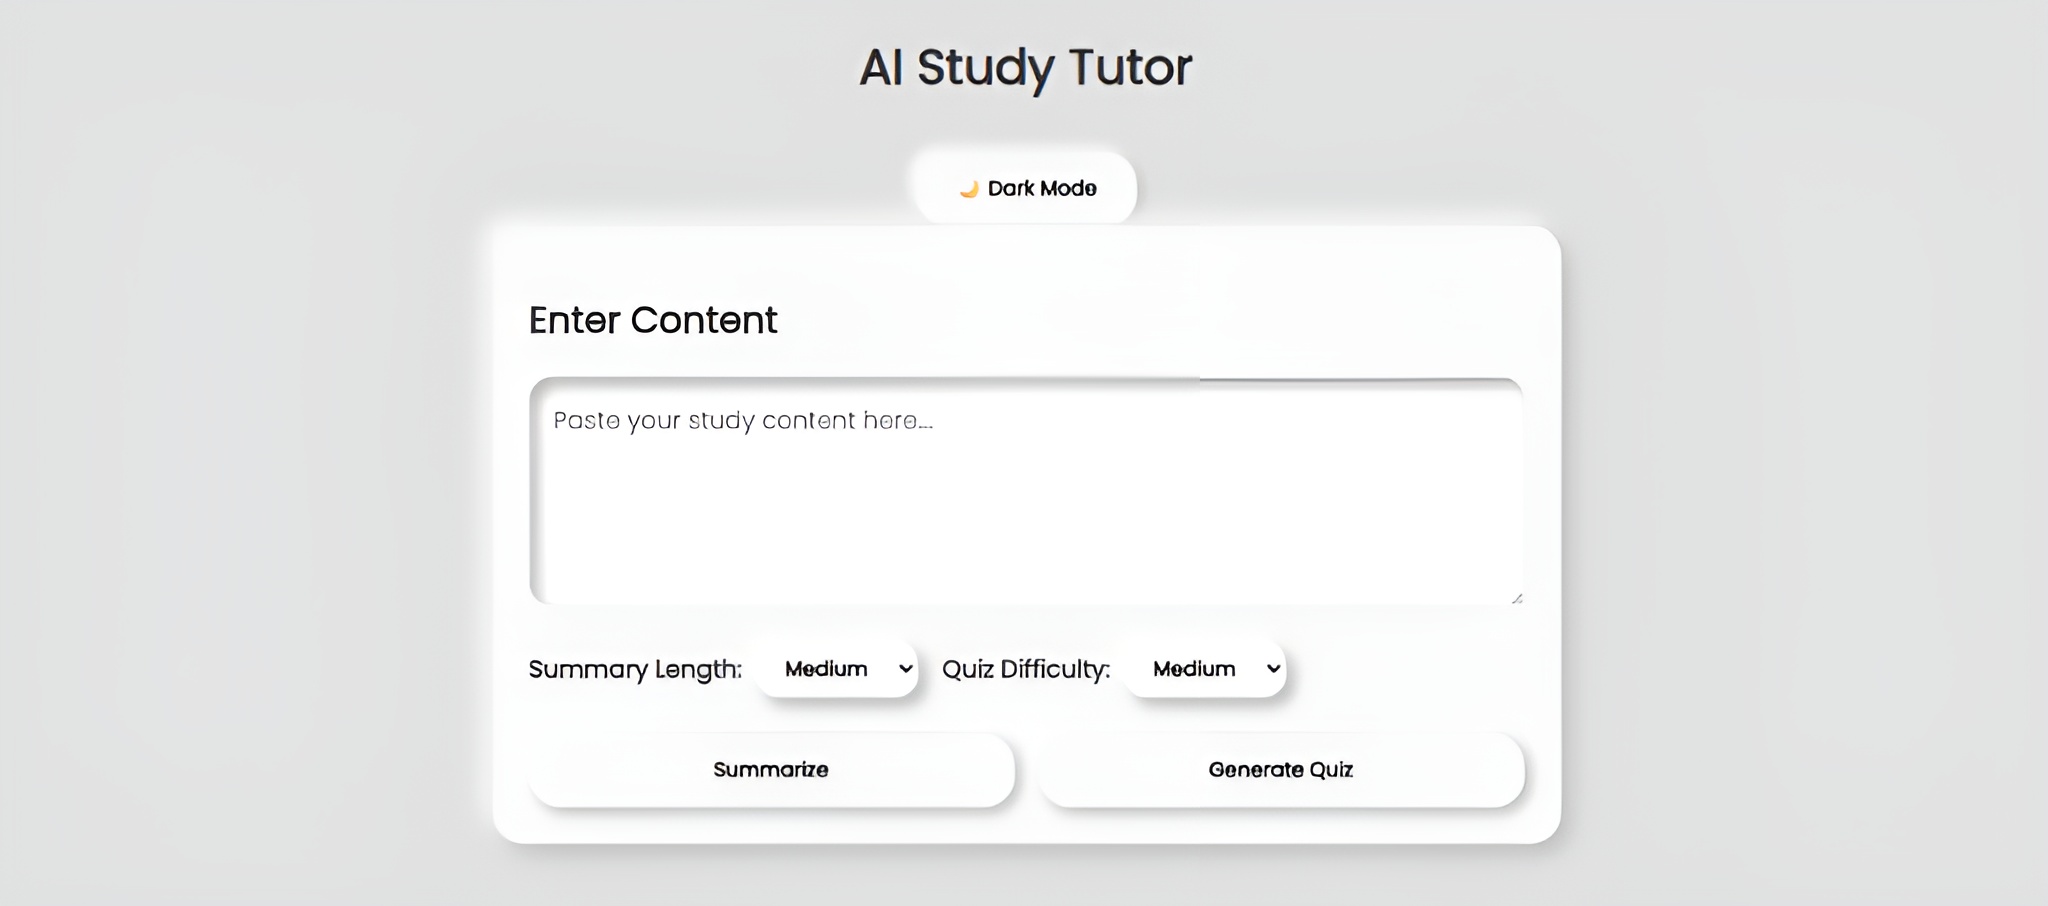 AI Study Tutor
🌙 Dark Mode
Enter Content
Paste your study content here...
Summary Length: Medium Quiz Difficulty: Medium
Summarize Generate Quiz